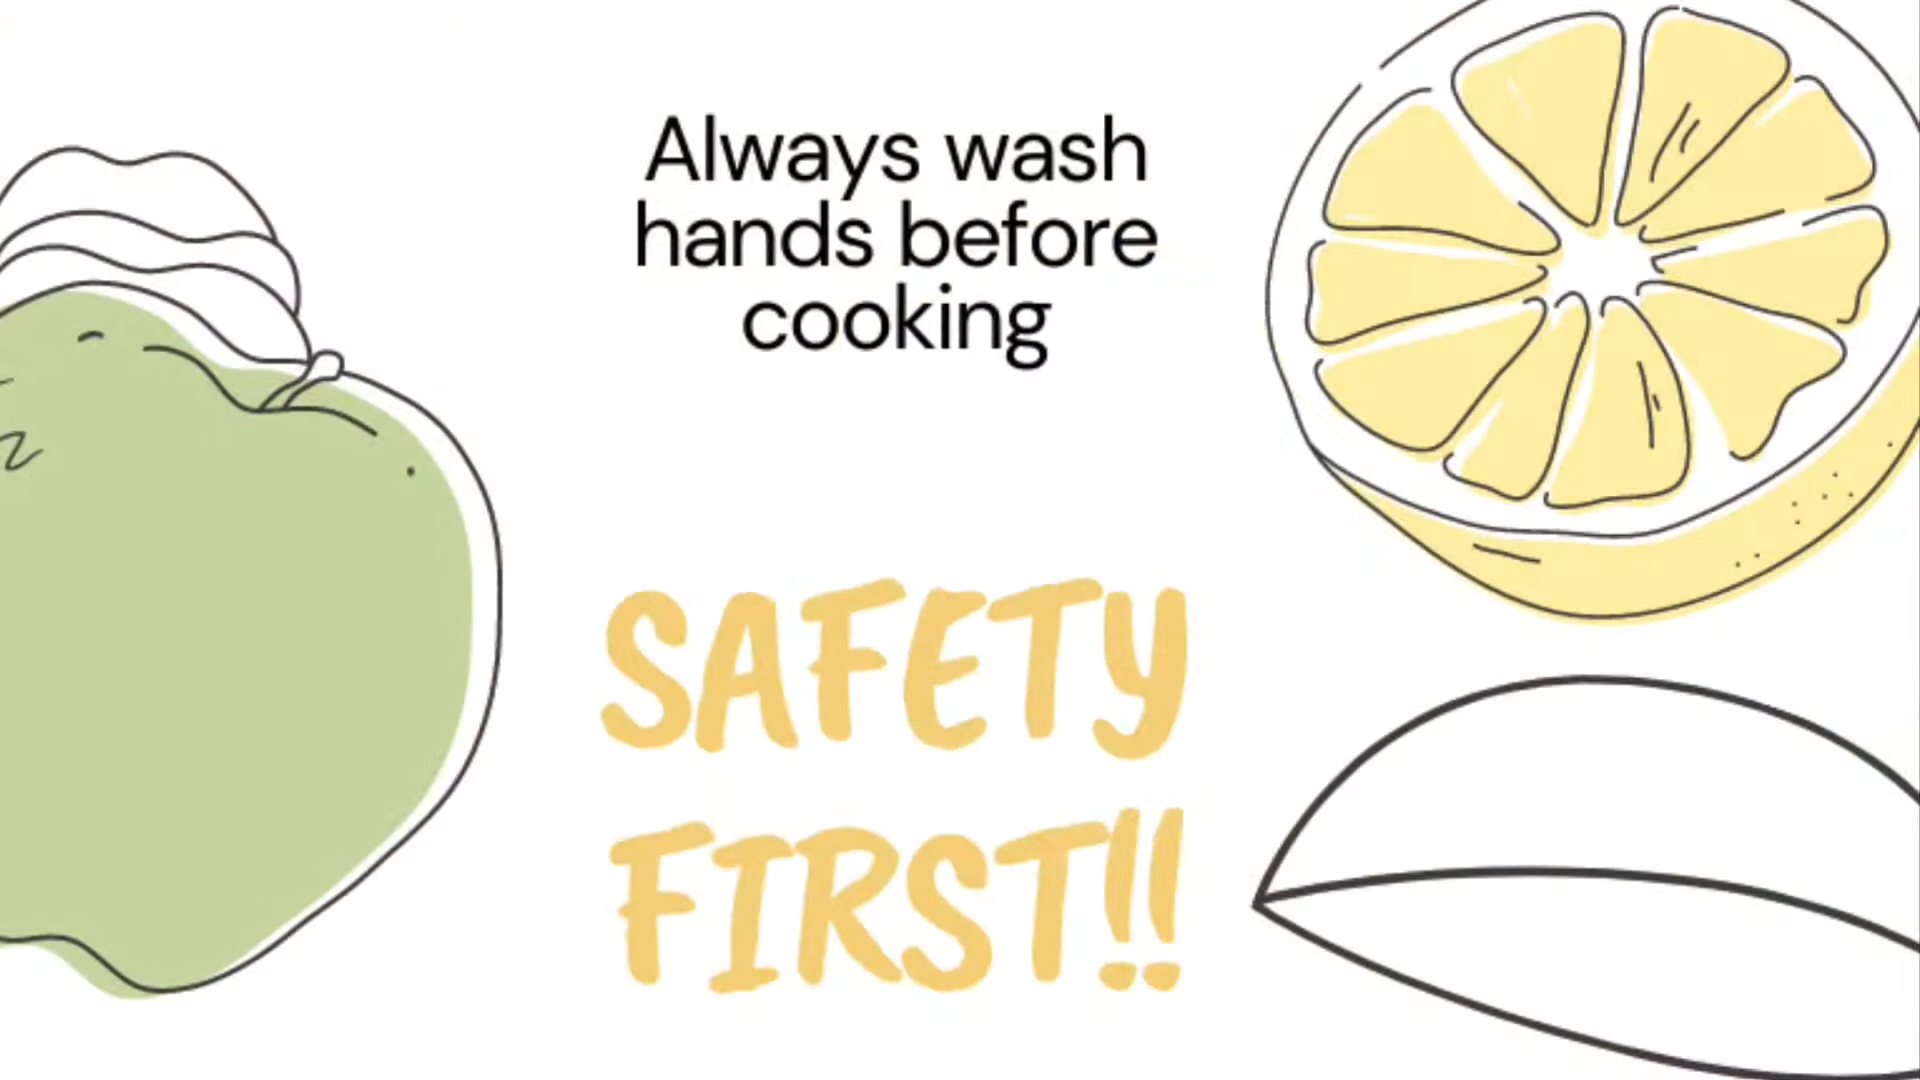 Always wash
hands before
cooking
SAFETY
FIRST!!